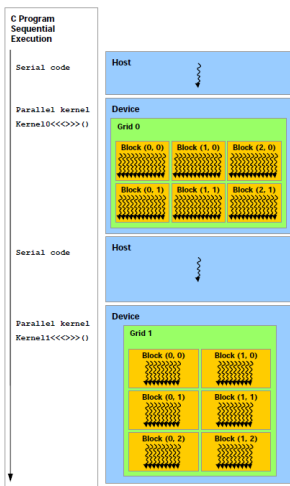 C Program
Sequential
Execution
Serial code
Host
Parallel kernel
Kernel0<<<>>>()
Device
Grid 0
Block (0, 0)
Block (1, 0)
Block (2, 0)
Block (0, 1)
Block (1, 1)
Block (2, 1)
Serial code
Host
Parallel kernel
Kernel1<<<>>>()
Device
Grid 1
Block (0, 0)
Block (1, 0)
Block (0, 1)
Block (1, 1)
Block (0, 2)
Block (1, 2)